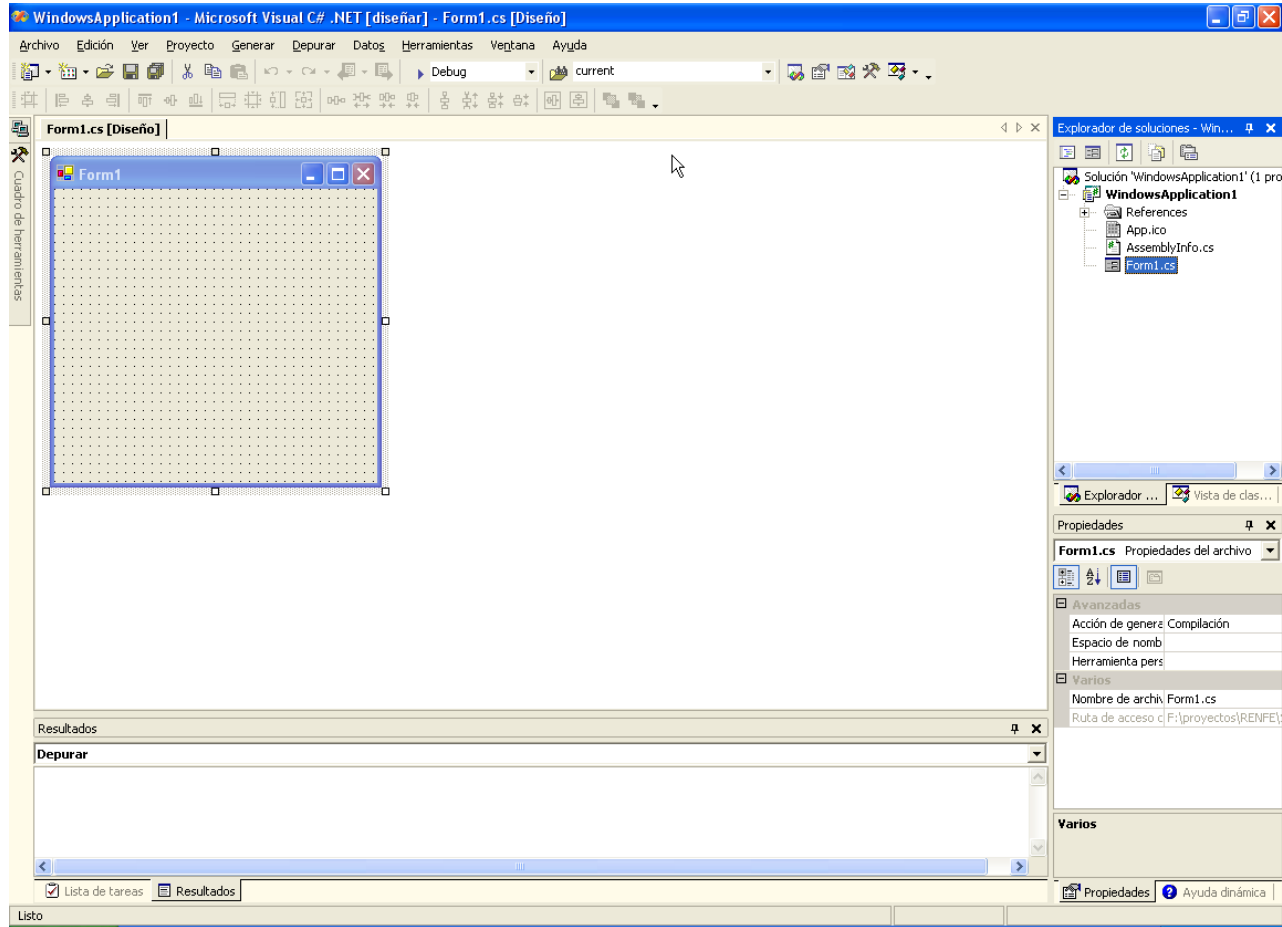 WindowsApplication1 - Microsoft Visual C# .NET [diseñar] - Form1.cs [Diseño]
Archivo Edición Ver Proyecto Generar Depurar Datos Herramientas Ventana Ayuda
Debug current
Form1.cs [Diseño]
Form1
Cuadro de herramientas
Explorador de soluciones - Win...
Solución 'WindowsApplication1' (1 pro
WindowsApplication1
References
App.ico
AssemblyInfo.cs
Form1.cs
Explorador ... Vista de clas...
Propiedades
Form1.cs Propiedades del archivo
Avanzadas
Acción de genera Compilación
Espacio de nomb
Herramienta pers
Varios
Nombre de archiv Form1.cs
Ruta de acceso c F:\proyectos\RENFE\
Varios
Propiedades Ayuda dinámica
Resultados
Depurar
Lista de tareas Resultados
Listo